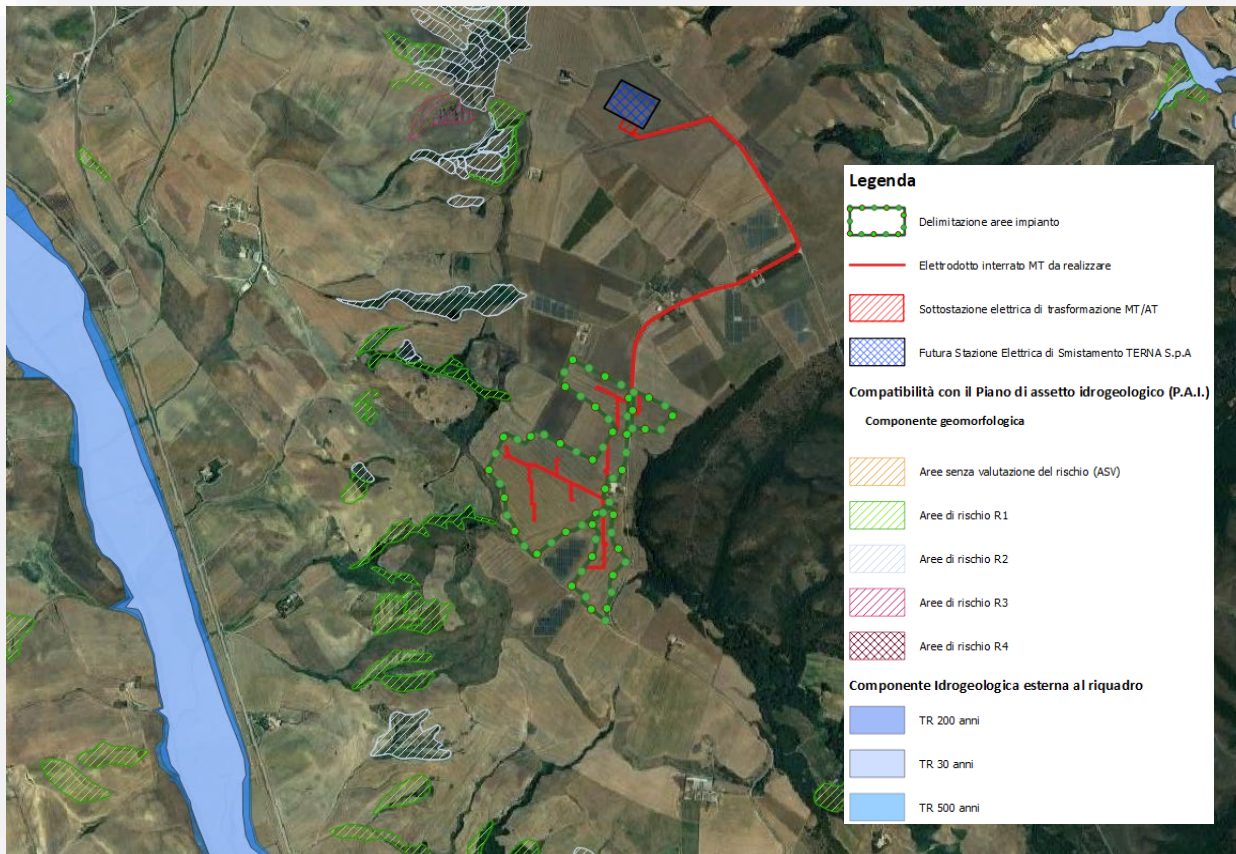 Legenda
Delimitazione aree impianto
Elettrodotto interrato MT da realizzare
Sottostazione elettrica di trasformazione MT/AT
Futura Stazione Elettrica di Smistamento TERNA S.p.A
Compatibilità con il Piano di assetto idrogeologico (P.A.I.)
Componente geomorfologica
Aree senza valutazione del rischio (ASV)
Aree di rischio R1
Aree di rischio R2
Aree di rischio R3
Aree di rischio R4
Componente Idrogeologica esterna al riquadro
TR 200 anni
TR 30 anni
TR 500 anni